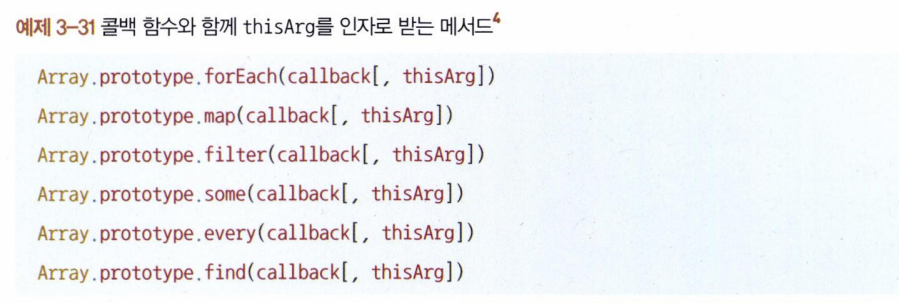 예제 3-31 콜백 함수와 함께 thisArg를 인자로 받는 메서드4
Array.prototype.forEach(callback[, thisArg])
Array.prototype.map(callback[, thisArg])
Array.prototype.filter(callback[, thisArg])
Array.prototype.some(callback[, thisArg])
Array.prototype.every(callback[, thisArg])
Array.prototype.find(callback[, thisArg])